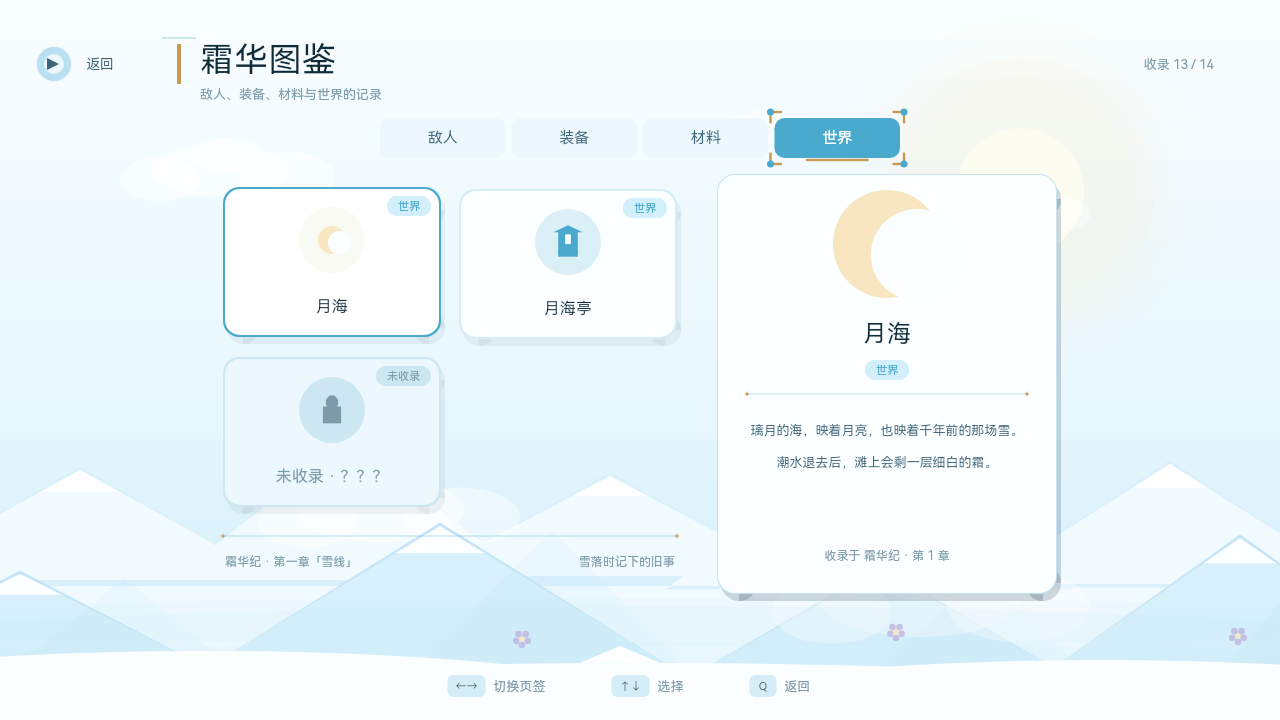 返回
霜华图鉴
敌人、装备、材料与世界的记录
收录 13 / 14
敌人
装备
材料
世界
世界
月海
世界
月海亭
未收录
未收录 · ？？？
月海
世界
璃月的海，映着月亮，也映着千年前的那场雪。
潮水退去后，滩上会剩一层细白的霜。
收录于 霜华纪 · 第 1 章
霜华纪 · 第一章「雪线」
雪落时记下的旧事
←→ 切换页签
↑↓ 选择
Q 返回